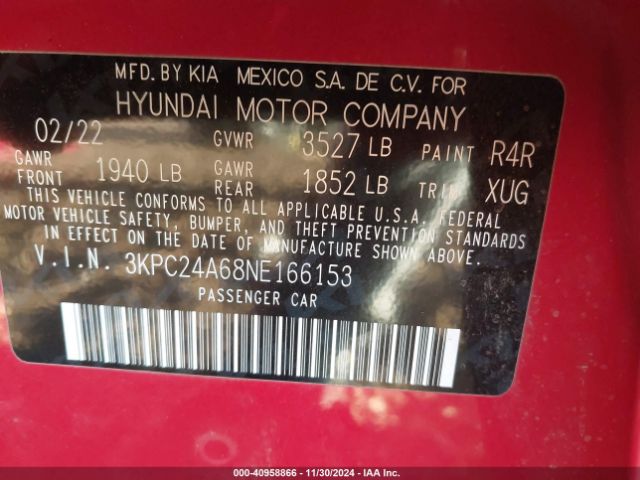 MFD. BY KIA MEXICO S.A. DE C.V. FOR
HYUNDAI MOTOR COMPANY
02/22 GVWR 3527 LB PAINT R4R
GAWR FRONT 1940 LB GAWR REAR 1852 LB TRIM XUG
THIS VEHICLE CONFORMS TO ALL APPLICABLE U.S.A. FEDERAL
MOTOR VEHICLE SAFETY, BUMPER, AND THEFT PREVENTION STANDARDS
IN EFFECT ON THE DATE OF MANUFACTURE SHOWN ABOVE.
V.I.N. 3KPC24A68NE166153
PASSENGER CAR
000-40958866 - 11/30/2024 - IAA Inc.